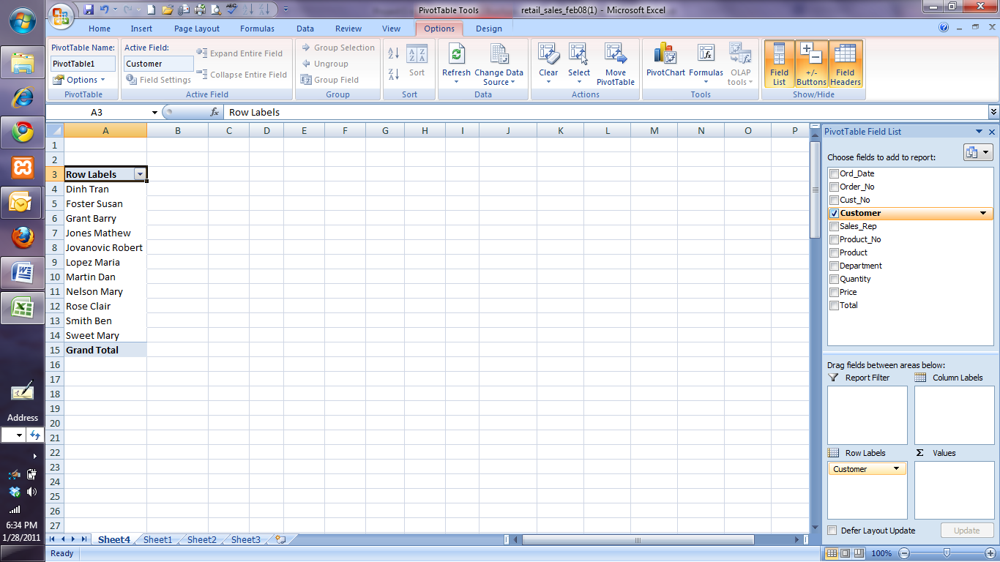 PivotTable Tools
retail_sales_feb08(1) - Microsoft Excel
Home Insert Page Layout Formulas Data Review View Options Design
PivotTable Name:
PivotTable1
Options
PivotTable
Active Field:
Customer
Field Settings
Expand Entire Field
Collapse Entire Field
Active Field
Group Selection
Ungroup
Group Field
Group
Sort
Sort
Refresh
Change Data Source
Data
Clear
Select
Move PivotTable
Actions
PivotChart
Formulas
OLAP tools
Tools
Field List
+/- Buttons
Field Headers
Show/Hide
A3
fx
Row Labels
A B C D E F G H I J K L M N O P
1
2
3 Row Labels
4 Dinh Tran
5 Foster Susan
6 Grant Barry
7 Jones Mathew
8 Jovanovic Robert
9 Lopez Maria
10 Martin Dan
11 Nelson Mary
12 Rose Clair
13 Smith Ben
14 Sweet Mary
15 Grand Total
16
17
18
19
20
21
22
23
24
25
26
27
PivotTable Field List
Choose fields to add to report:
Ord_Date
Order_No
Cust_No
Customer
Sales_Rep
Product_No
Product
Department
Quantity
Price
Total
Drag fields between areas below:
Report Filter
Column Labels
Row Labels
Σ Values
Customer
Defer Layout Update
Update
Sheet4 Sheet1 Sheet2 Sheet3
Ready
100%
Address
6:34 PM
1/28/2011